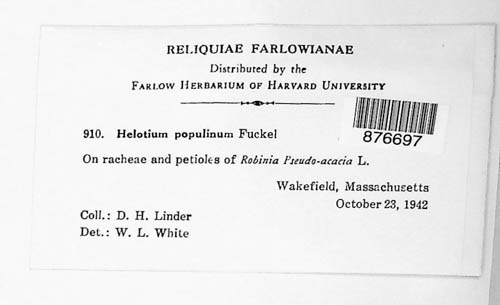 RELIQUIAE FARLOWIANAE
Distributed by the
FARLOW HERBARIUM OF HARVARD UNIVERSITY
876697
910. Helotium populinum Fuckel
On racheae and petioles of Robinia Pseudo-acacia L.
Wakefield, Massachusetts
October 23, 1942
Coll.: D. H. Linder
Det.: W. L. White